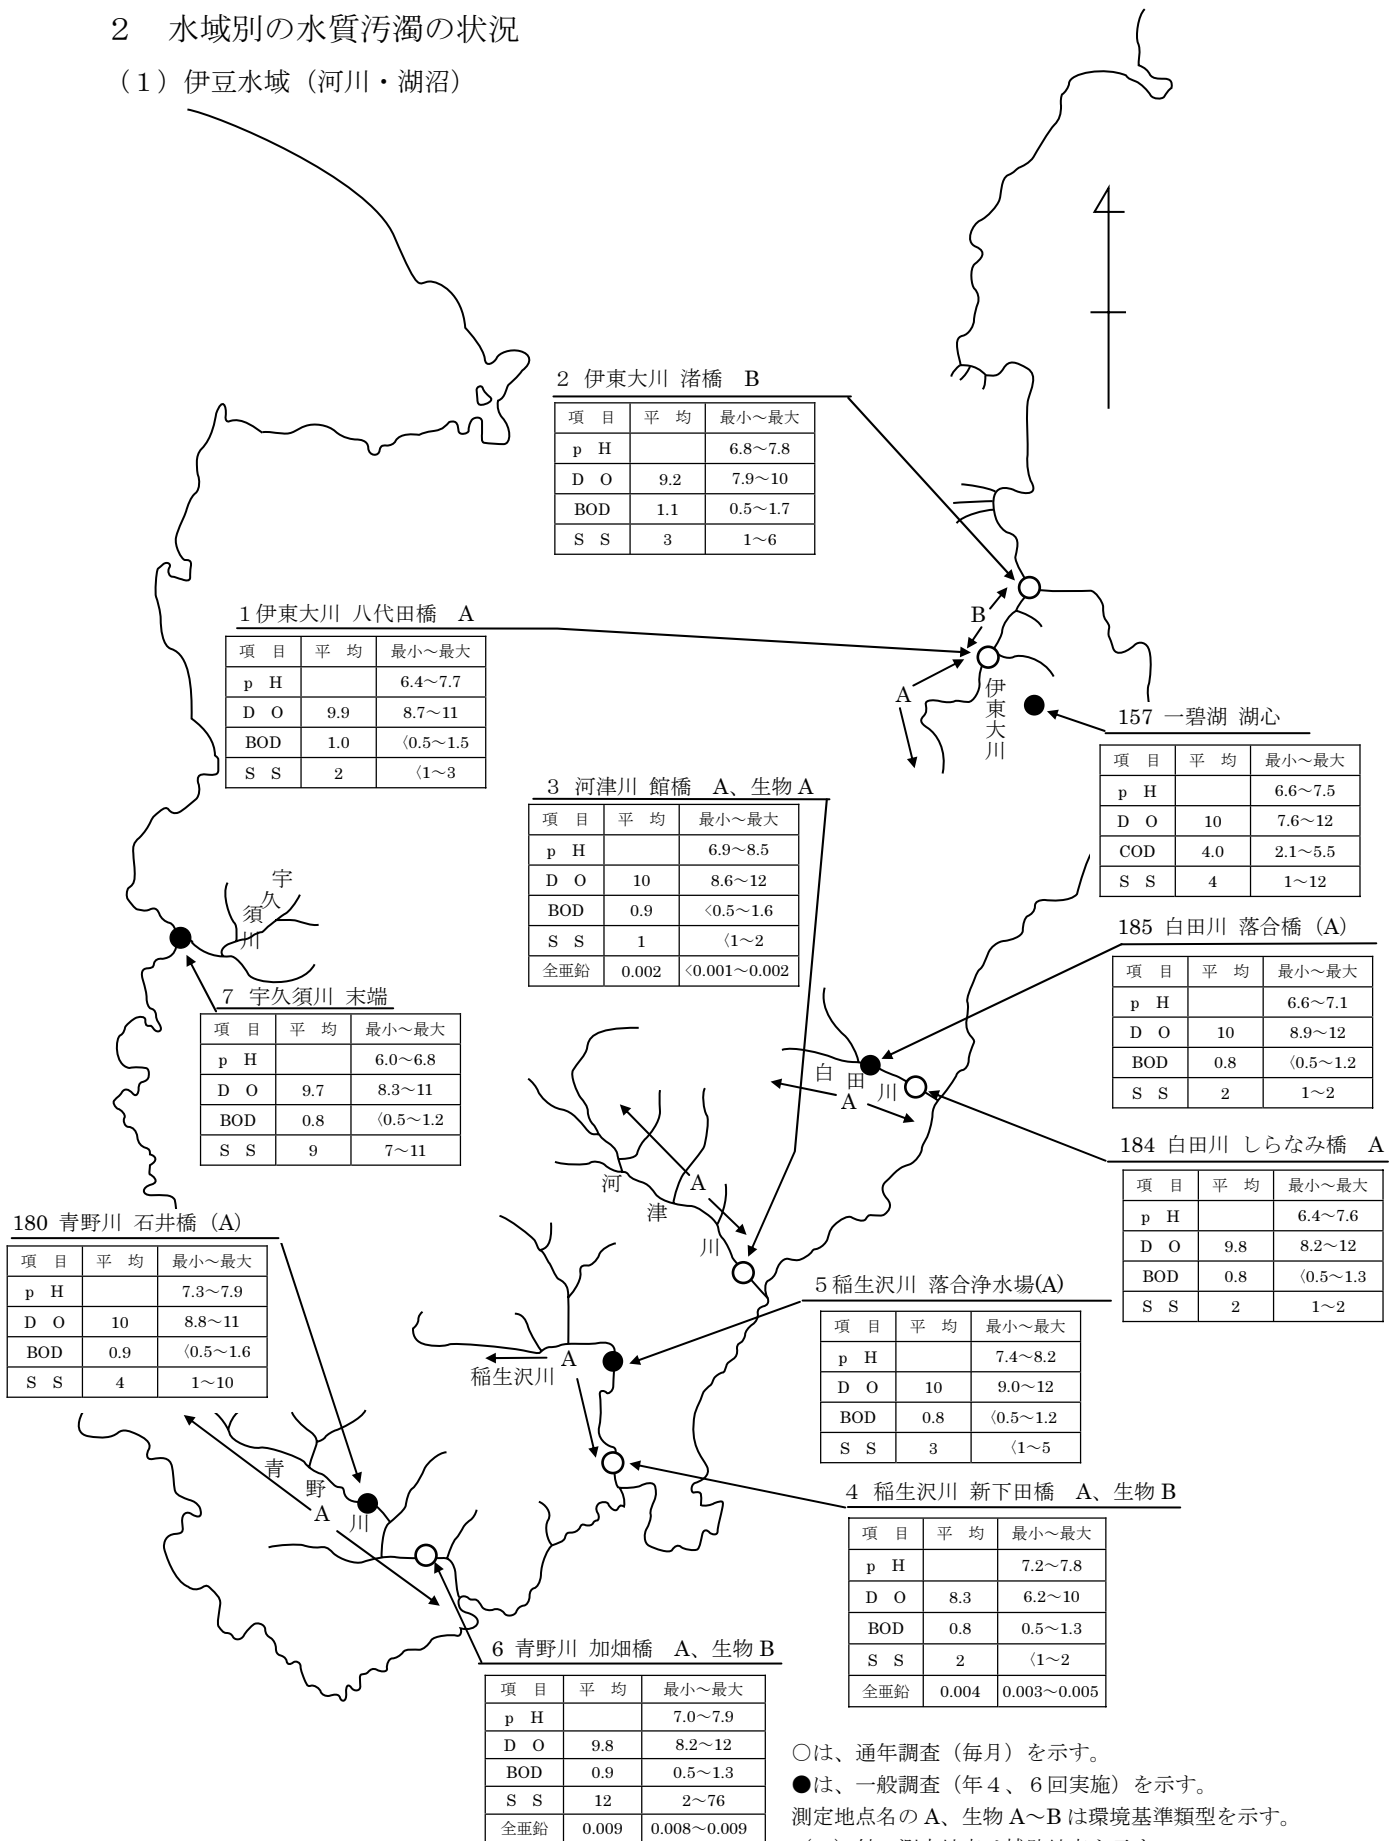 ２　水域別の水質汚濁の状況
（１）伊豆水域（河川・湖沼）
２ 伊東大川 渚橋　B
項　目 平　均 最小～最大
p　H 6.8～7.8
D　O 9.2 7.9～10
BOD 1.1 0.5～1.7
S　S 3 1～6
１伊東大川 八代田橋　A
項　目 平　均 最小～最大
p　H 6.4～7.7
D　O 9.9 8.7～11
BOD 1.0 〈0.5～1.5
S　S 2 〈1～3
B
A
伊東大川
157 一碧湖 湖心
項　目 平　均 最小～最大
p　H 6.6～7.5
D　O 10 7.6～12
COD 4.0 2.1～5.5
S　S 4 1～12
３ 河津川 館橋　A、生物 A
項　目 平　均 最小～最大
p　H 6.9～8.5
D　O 10 8.6～12
BOD 0.9 <0.5～1.6
S　S 1 〈1～2
全亜鉛 0.002 <0.001～0.002
宇久須川
７ 宇久須川 末端
項　目 平　均 最小～最大
p　H 6.0～6.8
D　O 9.7 8.3～11
BOD 0.8 〈0.5～1.2
S　S 9 7～11
185 白田川 落合橋（A）
項　目 平　均 最小～最大
p　H 6.6～7.1
D　O 10 8.9～12
BOD 0.8 〈0.5～1.2
S　S 2 1～2
白田川
A
184 白田川 しらなみ橋　A
項　目 平　均 最小～最大
p　H 6.4～7.6
D　O 9.8 8.2～12
BOD 0.8 〈0.5～1.3
S　S 2 1～2
河津川
A
180 青野川 石井橋（A）
項　目 平　均 最小～最大
p　H 7.3～7.9
D　O 10 8.8～11
BOD 0.9 〈0.5～1.6
S　S 4 1～10
５稲生沢川 落合浄水場(A)
項　目 平　均 最小～最大
p　H 7.4～8.2
D　O 10 9.0～12
BOD 0.8 〈0.5～1.2
S　S 3 〈1～5
A
稲生沢川
青野川
A
４ 稲生沢川 新下田橋　A、生物 B
項　目 平　均 最小～最大
p　H 7.2～7.8
D　O 8.3 6.2～10
BOD 0.8 0.5～1.3
S　S 2 〈1～2
全亜鉛 0.004 0.003～0.005
６ 青野川 加畑橋　A、生物 B
項　目 平　均 最小～最大
p　H 7.0～7.9
D　O 9.8 8.2～12
BOD 0.9 0.5～1.3
S　S 12 2～76
全亜鉛 0.009 0.008～0.009
○は、通年調査（毎月）を示す。
●は、一般調査（年４、６回実施）を示す。
測定地点名の A、生物 A～B は環境基準類型を示す。